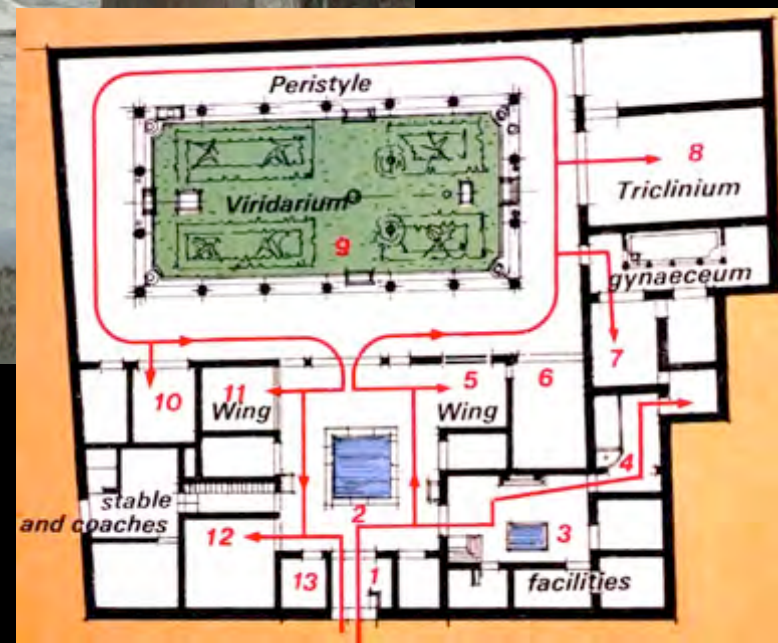 Peristyle
8
Triclinium
Viridarium
9
gynaeceum
7
10
11
Wing
5
Wing
6
4
stable
and coaches
2
12
3
13
1
facilities